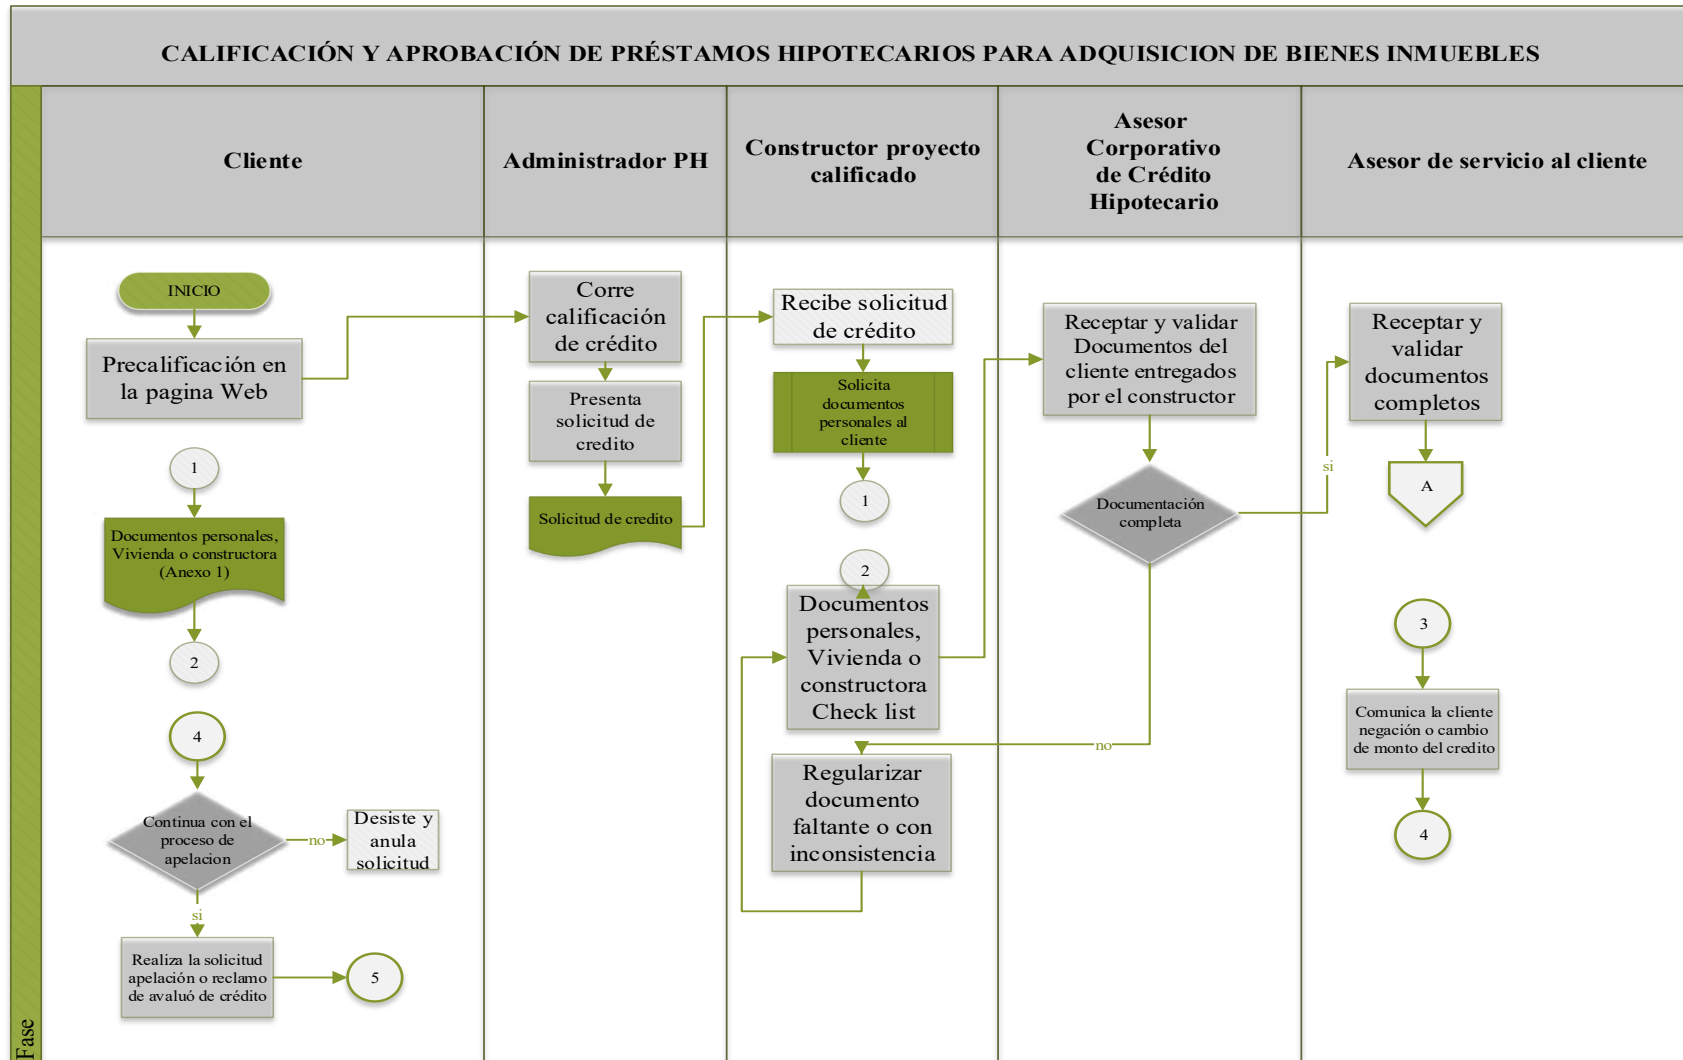 CALIFICACIÓN Y APROBACIÓN DE PRÉSTAMOS HIPOTECARIOS PARA ADQUISICION DE BIENES INMUEBLES
Cliente
Administrador PH
Constructor proyecto
calificado
Asesor
Corporativo
de Crédito
Hipotecario
Asesor de servicio al cliente
INICIO
Precalificación en
la pagina Web
1
Documentos personales,
Vivienda o constructora
(Anexo 1)
2
4
Continua con el
proceso de
apelacion
no
Desiste y
anula
solicitud
si
Realiza la solicitud
apelación o reclamo
de avaluó de crédito
5
Corre
calificación
de crédito
Presenta
solicitud de
credito
Solicitud de credito
Recibe solicitud
de crédito
Solicita
documentos
personales al
cliente
1
2
Documentos
personales,
Vivienda o
constructora
Check list
Regularizar
documento
faltante o con
inconsistencia
Receptar y validar
Documentos del
cliente entregados
por el constructor
Documentación
completa
no
si
Receptar y
validar
documentos
completos
A
3
Comunica la cliente
negación o cambio
de monto del credito
4
Fase